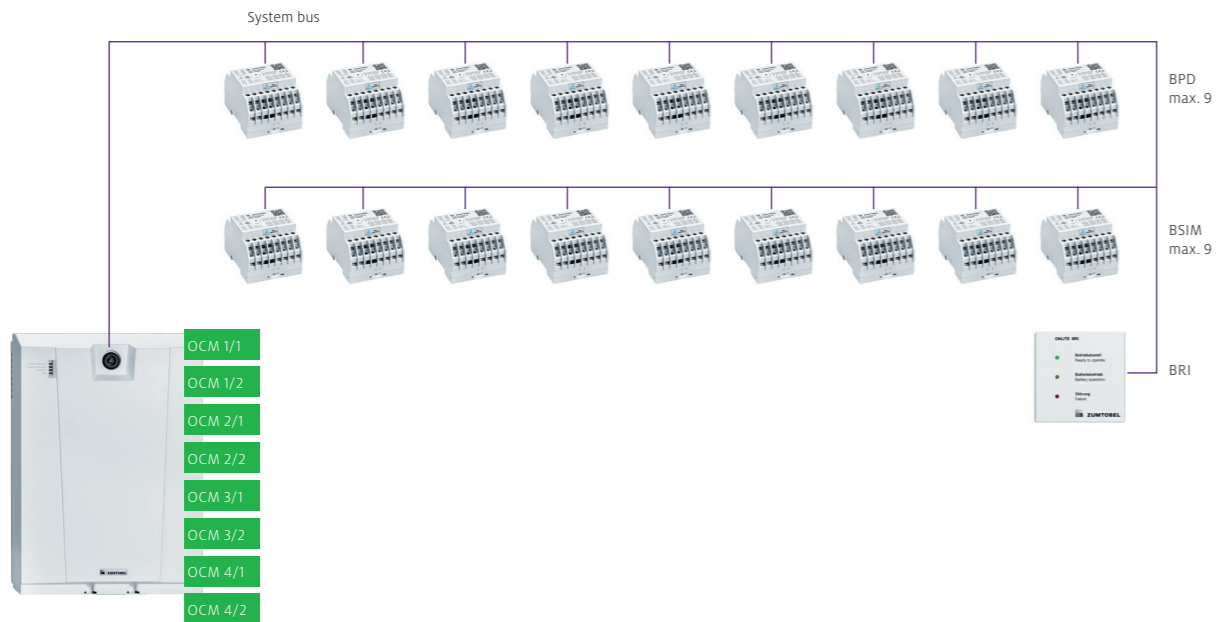 System bus
BPD
max. 9
BSIM
max. 9
OCM 1/1
OCM 1/2
OCM 2/1
OCM 2/2
OCM 3/1
OCM 3/2
OCM 4/1
OCM 4/2
ZUMTOBEL
ONLITE BRI
Betriebsbereit
Ready to operate
Batteriebetrieb
Battery operation
Störung
Failure
ZUMTOBEL
BRI